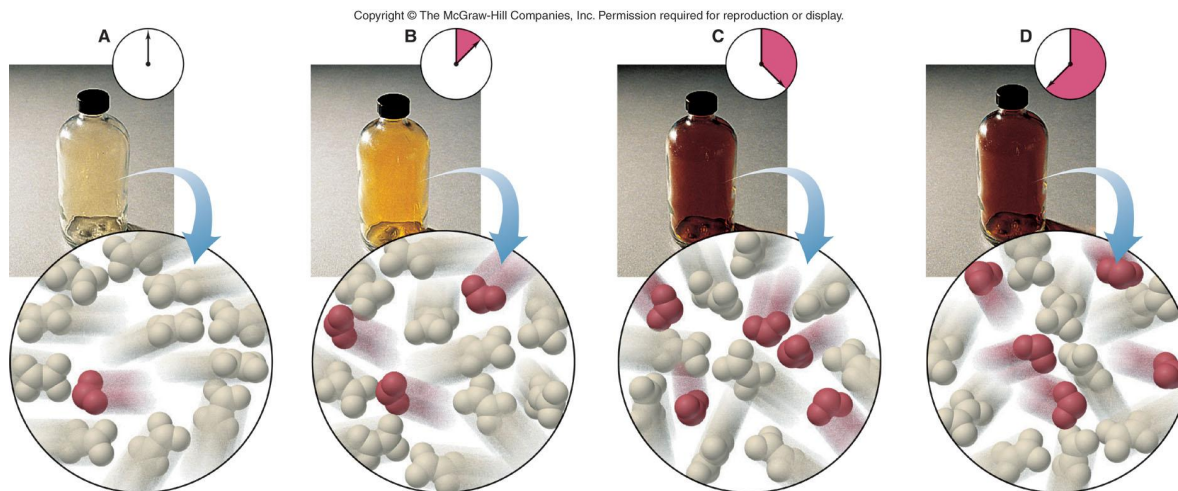 Copyright © The McGraw-Hill Companies, Inc. Permission required for reproduction or display.
A
B
C
D